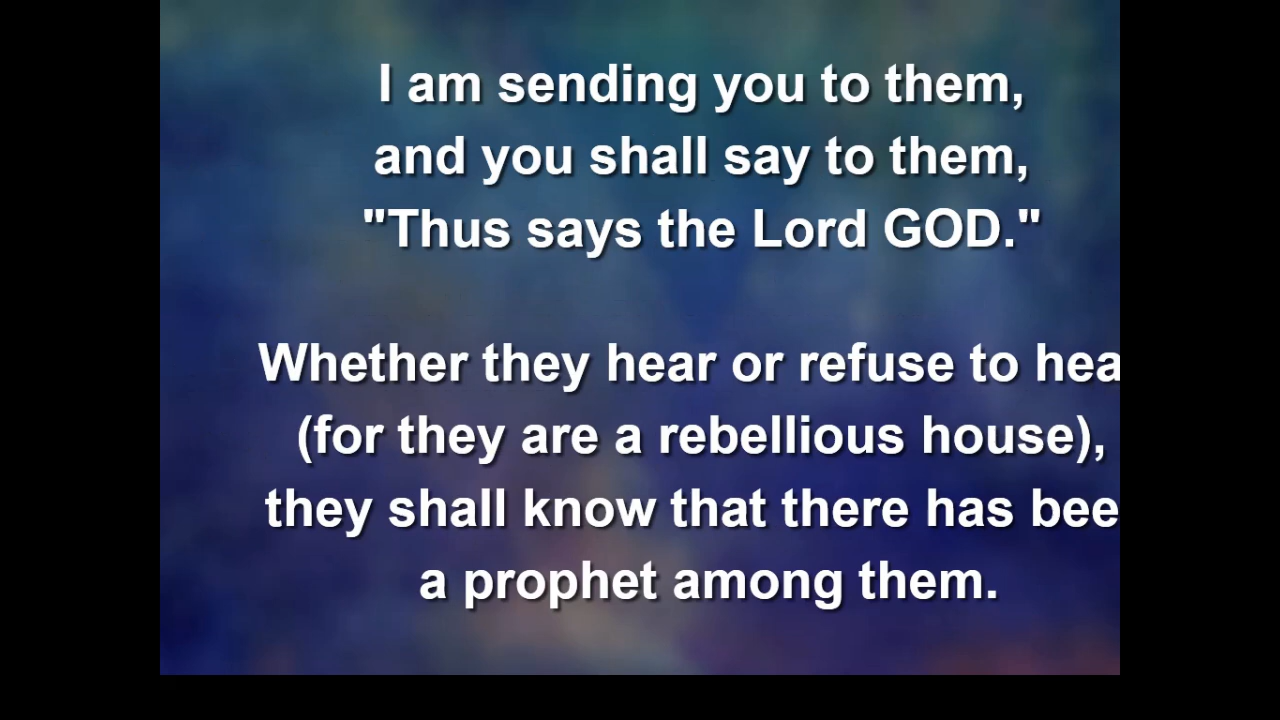 I am sending you to them,
and you shall say to them,
"Thus says the Lord GOD."
Whether they hear or refuse to hea
(for they are a rebellious house),
they shall know that there has bee
a prophet among them.